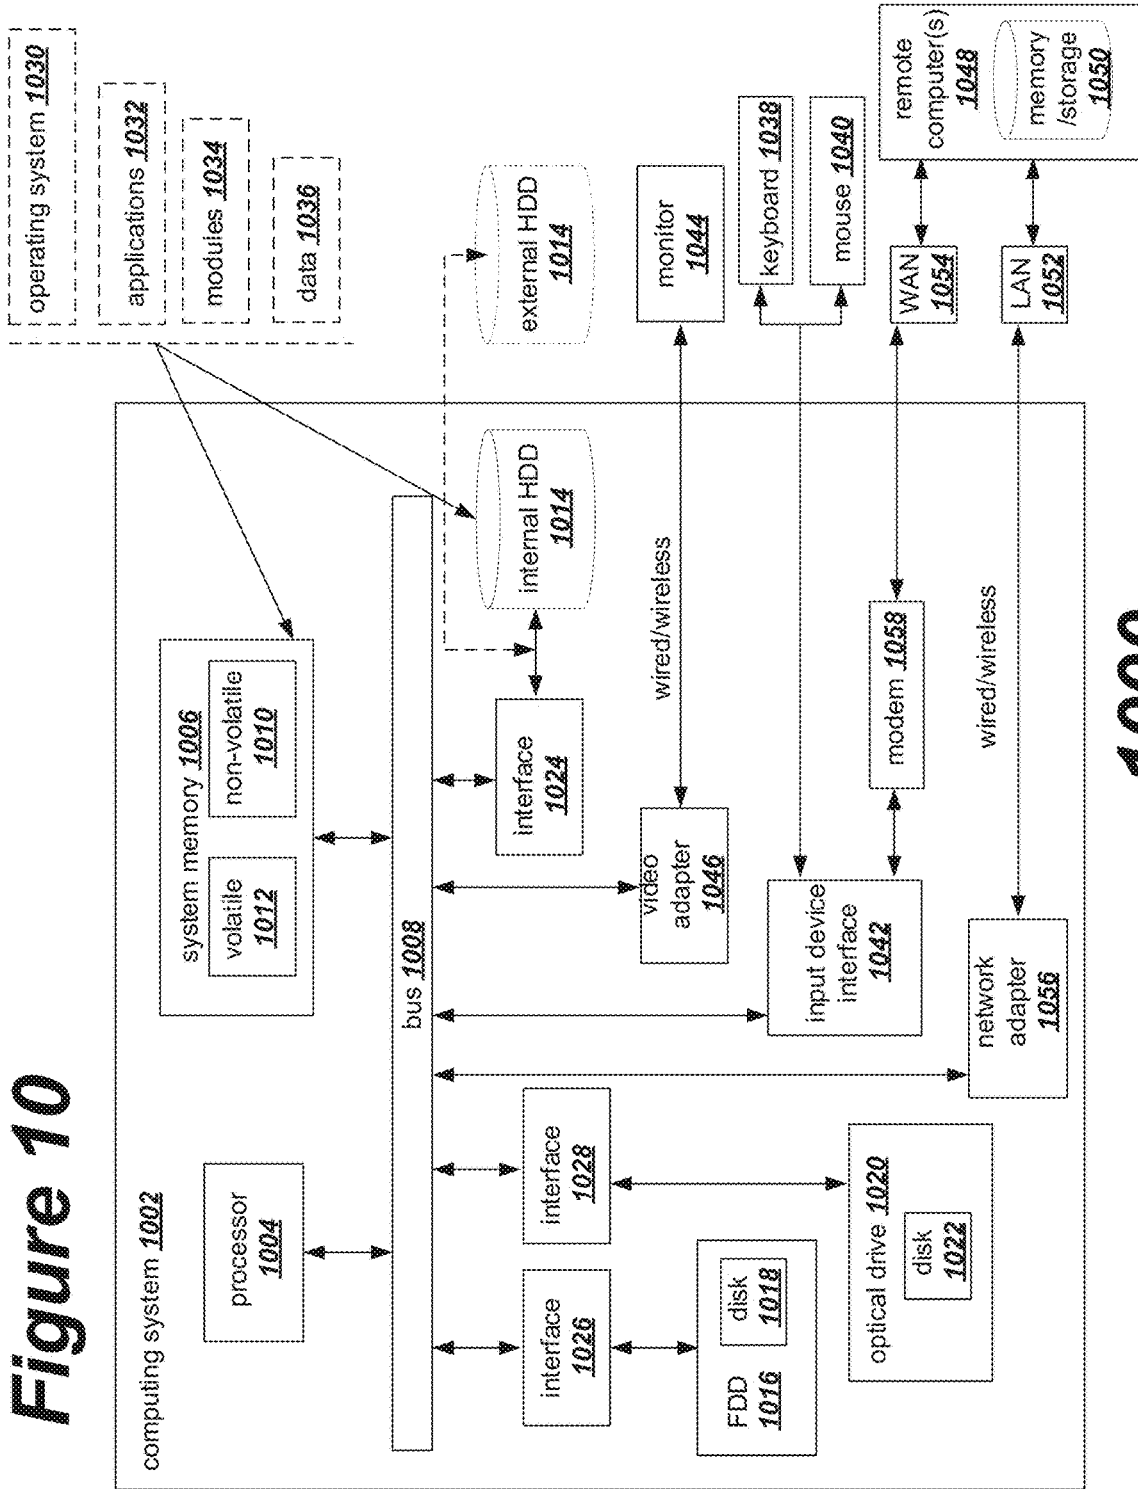 Figure 10
computing system 1002
processor
1004
system memory 1006
volatile
1012
non-volatile
1010
operating system 1030
applications 1032
modules 1034
data 1036
bus 1008
interface
1026
interface
1028
interface
1024
internal HDD
1014
external HDD
1014
FDD
1016
disk
1018
optical drive 1020
disk
1022
video
adapter
1046
wired/wireless
monitor
1044
input device
interface
1042
keyboard 1038
mouse 1040
modem 1058
WAN
1054
network
adapter
1056
wired/wireless
LAN
1052
remote
computer(s)
1048
memory
/storage
1050